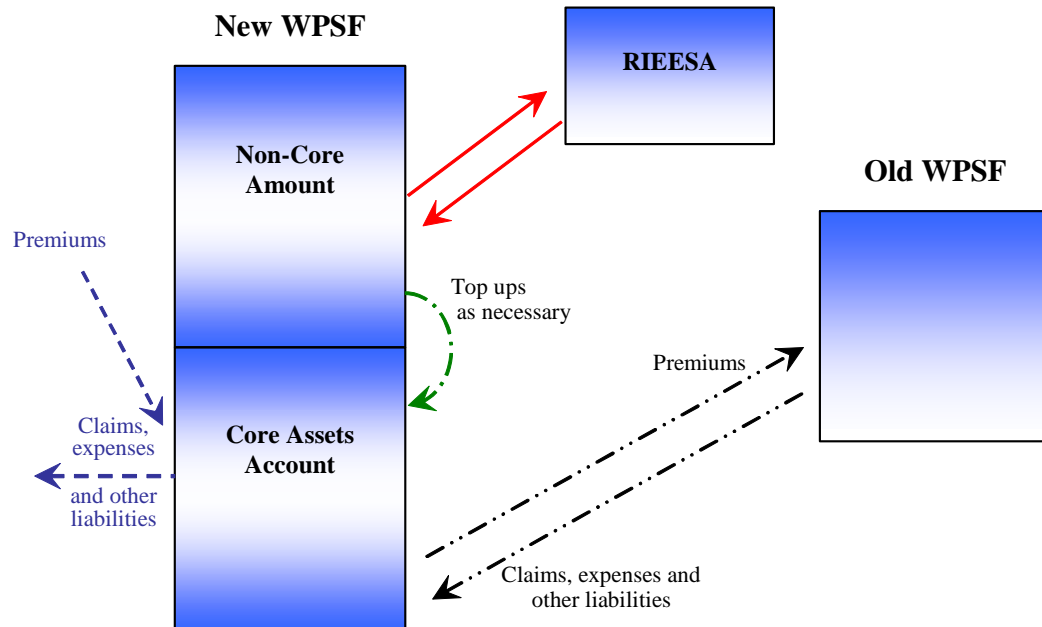 New WPSF
RIEESA
Non-Core
Amount
Old WPSF
Premiums
Top ups
as necessary
Premiums
Claims,
expenses
and other
liabilities
Core Assets
Account
Claims, expenses and
other liabilities